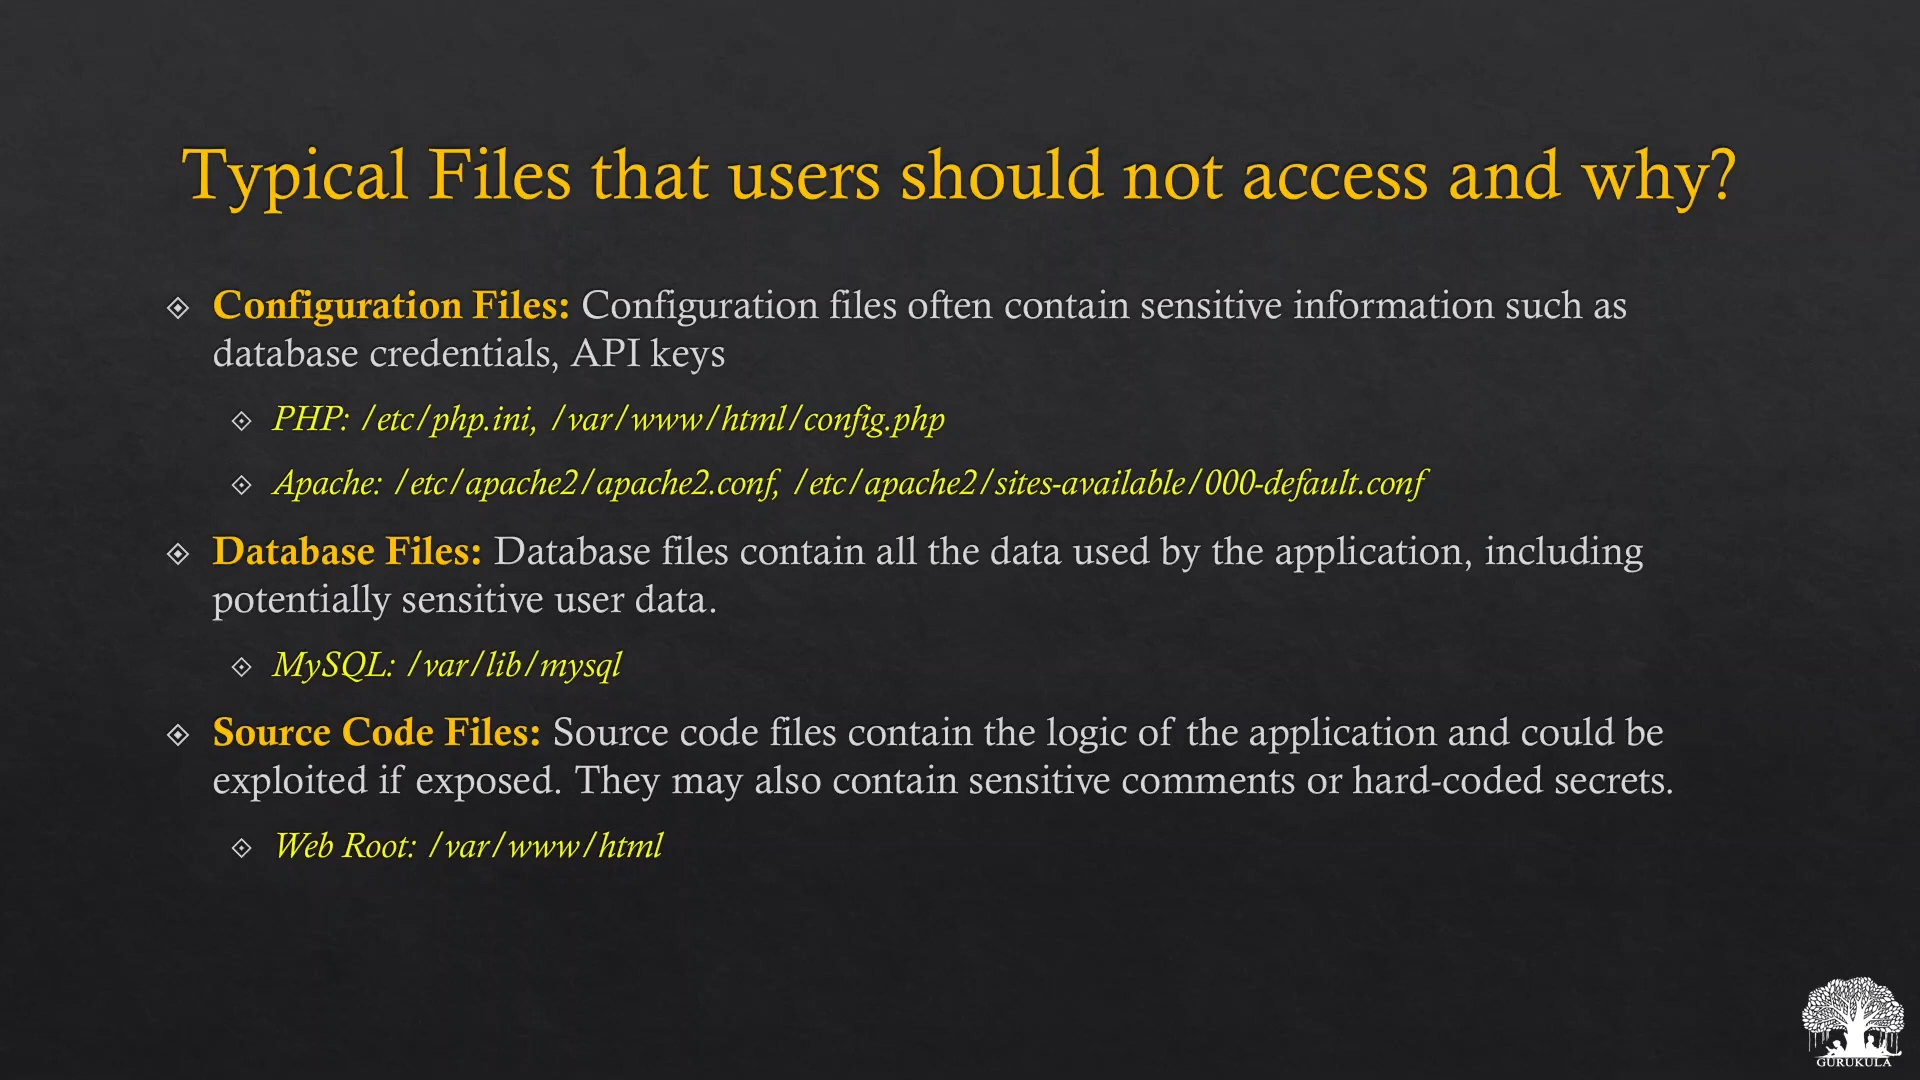 Typical Files that users should not access and why?
Configuration Files: Configuration files often contain sensitive information such as
database credentials, API keys
PHP: /etc/php.ini, /var/www/html/config.php
Apache: /etc/apache2/apache2.conf, /etc/apache2/sites-available/000-default.conf
Database Files: Database files contain all the data used by the application, including
potentially sensitive user data.
MySQL: /var/lib/mysql
Source Code Files: Source code files contain the logic of the application and could be
exploited if exposed. They may also contain sensitive comments or hard-coded secrets.
Web Root: /var/www/html
GURUKULA